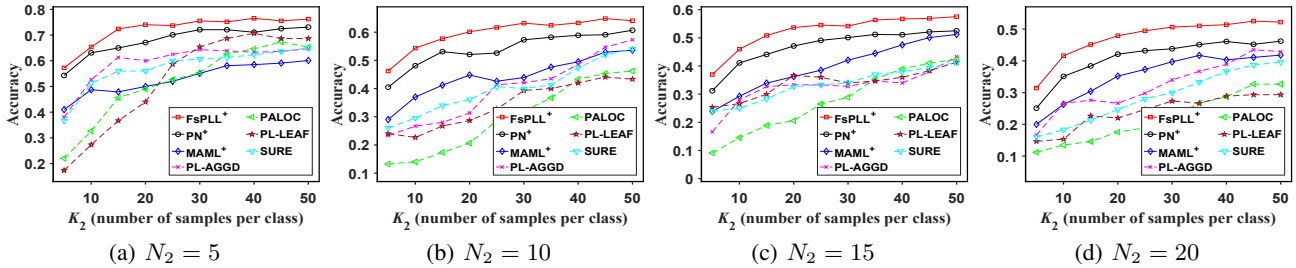 Accuracy
0.8
0.7
0.6
0.5
0.4
0.3
0.2
10 20 30 40 50
K2 (number of samples per class)
FsPLL+
PN+
MAML+
PL-AGGD
PALOC
PL-LEAF
SURE
(a) N2 = 5
Accuracy
0.7
0.6
0.5
0.4
0.3
0.2
0.1
10 20 30 40 50
K2 (number of samples per class)
FsPLL+
PN+
MAML+
PL-AGGD
PALOC
PL-LEAF
SURE
(b) N2 = 10
Accuracy
0.6
0.5
0.4
0.3
0.2
0.1
0
10 20 30 40 50
K2 (number of samples per class)
FsPLL+
PN+
MAML+
PL-AGGD
PALOC
PL-LEAF
SURE
(c) N2 = 15
Accuracy
0.5
0.4
0.3
0.2
0.1
10 20 30 40 50
K2 (number of samples per class)
FsPLL+
PN+
MAML+
PL-AGGD
PALOC
PL-LEAF
SURE
(d) N2 = 20